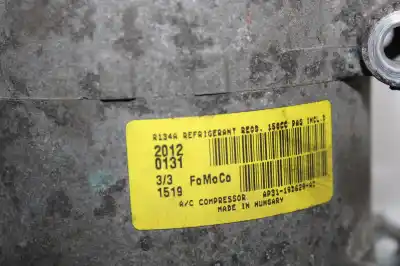 R134A REFRIGERANT REQD. 150CC PAG INCL.
2012
0131
3/3 FoMoCo
1519
A/C COMPRESSOR AP31-19D629-AC
MADE IN HUNGARY